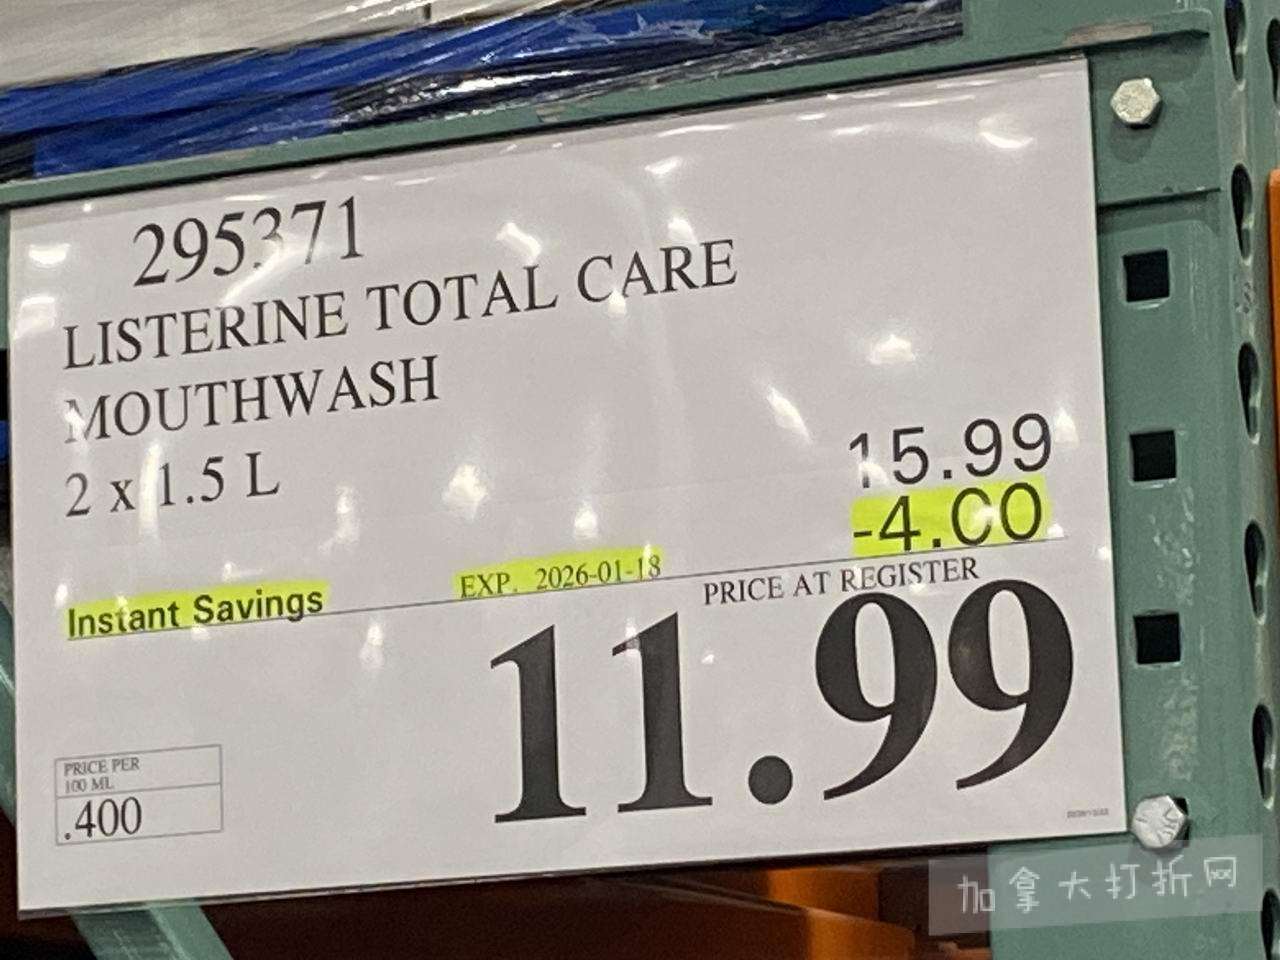 295371
LISTERINE TOTAL CARE
MOUTHWASH
2 x 1.5 L
15.99
-4.00
Instant Savings
EXP. 2026-01-18
PRICE AT REGISTER
11.99
PRICE PER
100 ML
.400
加拿大打折网